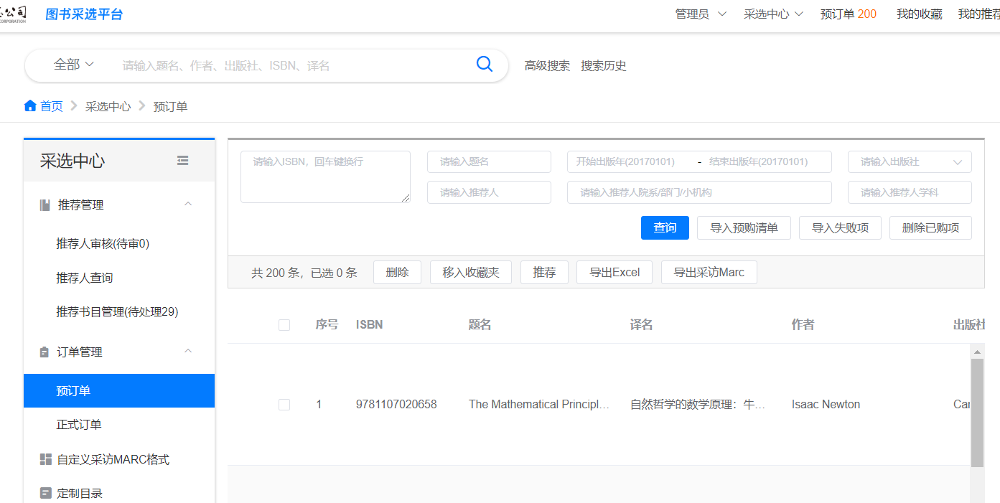 公司 图书采选平台 管理员 采选中心 预订单 200 我的收藏 我的推荐
CORPORATION
全部 请输入题名、作者、出版社、ISBN、译名 高级搜索 搜索历史
首页 采选中心 预订单
采选中心
推荐管理
推荐人审核(待审0)
推荐人查询
推荐书目管理(待处理29)
订单管理
预订单
正式订单
自定义采访MARC格式
定制目录
请输入ISBN，回车键换行 请输入题名 开始出版年(20170101) - 结束出版年(20170101) 请输入出版社
请输入推荐人 请输入推荐人院系/部门/小机构 请输入推荐人学科
查询 导入预购清单 导入失败项 删除已购项
共 200 条，已选 0 条 删除 移入收藏夹 推荐 导出Excel 导出采访Marc
序号 ISBN 题名 译名 作者 出版社
1 9781107020658 The Mathematical Principl... 自然哲学的数学原理：牛... Isaac Newton Car